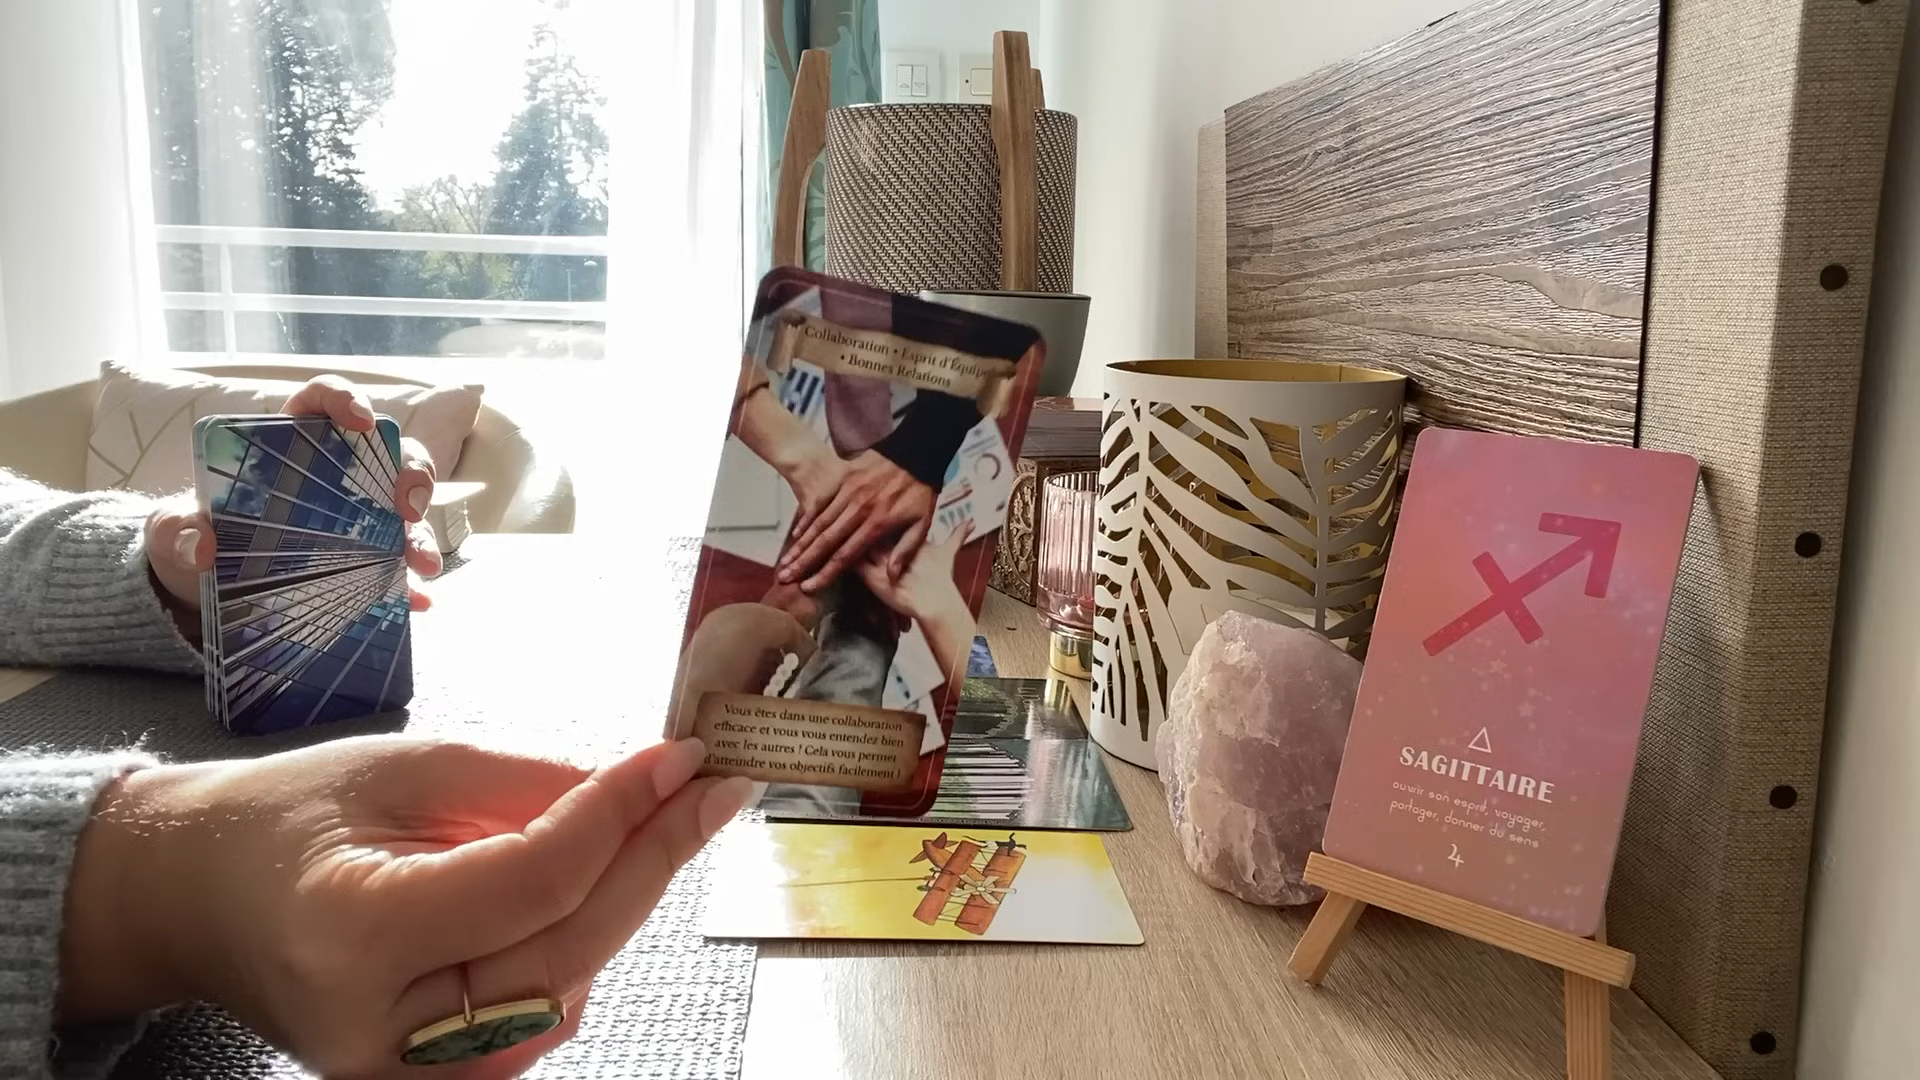 Collaboration • Esprit d'Équipe
• Bonnes Relations
Vous êtes dans une collaboration
efficace et vous vous entendez bien
avec les autres ! Cela vous permet
d'atteindre vos objectifs facilement !
SAGITTAIRE
ouvrir son esprit, voyager,
partager, donner du sens